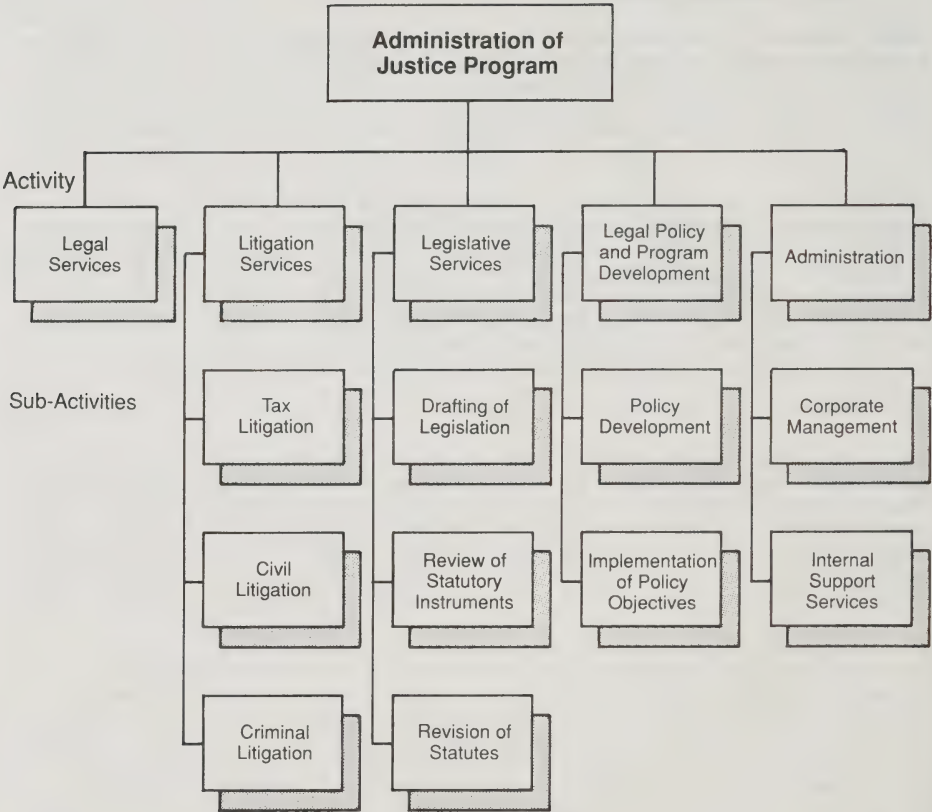 Administration of
Justice Program
Activity
Legal
Services
Litigation
Services
Legislative
Services
Legal Policy
and Program
Development
Administration
Sub-Activities
Tax
Litigation
Drafting of
Legislation
Policy
Development
Corporate
Management
Civil
Litigation
Review of
Statutory
Instruments
Implementation
of Policy
Objectives
Internal
Support
Services
Criminal
Litigation
Revision of
Statutes